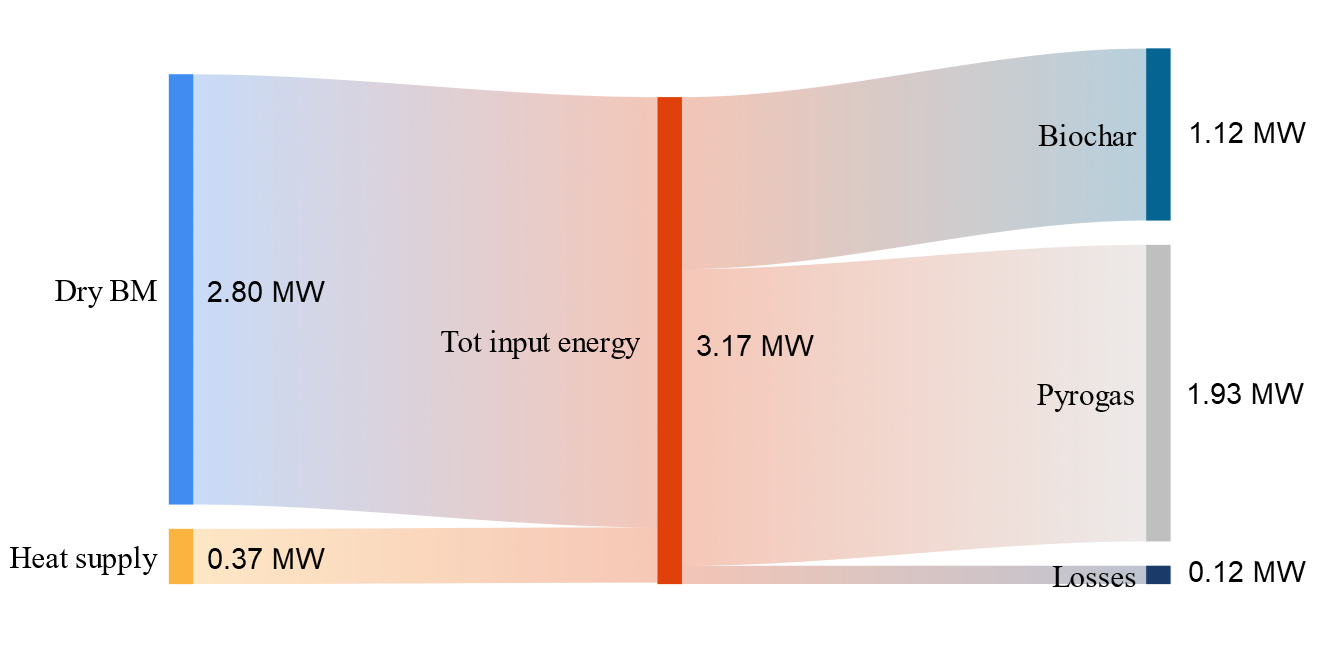 Dry BM
2.80 MW
Heat supply
0.37 MW
Tot input energy
3.17 MW
Biochar
1.12 MW
Pyrogas
1.93 MW
Losses
0.12 MW